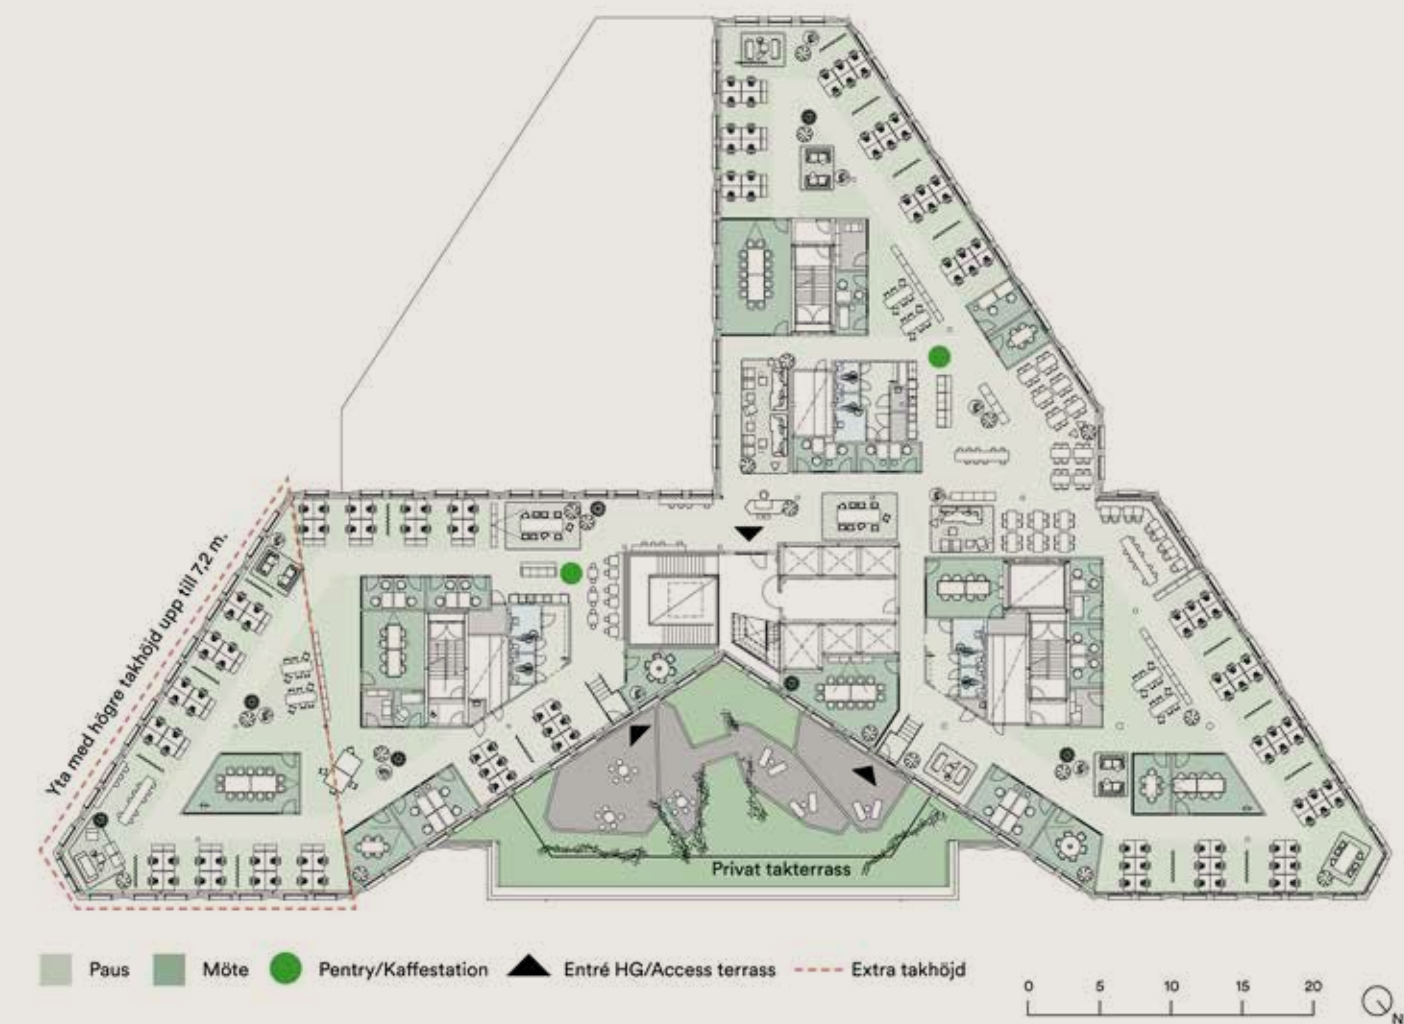 Yta med högre takhöjd upp till 7,2 m.
Privat takterrass
Paus
Möte
Pentry/Kaffestation
Entré HG/Access terrass
Extra takhöjd
0 5 10 15 20
N